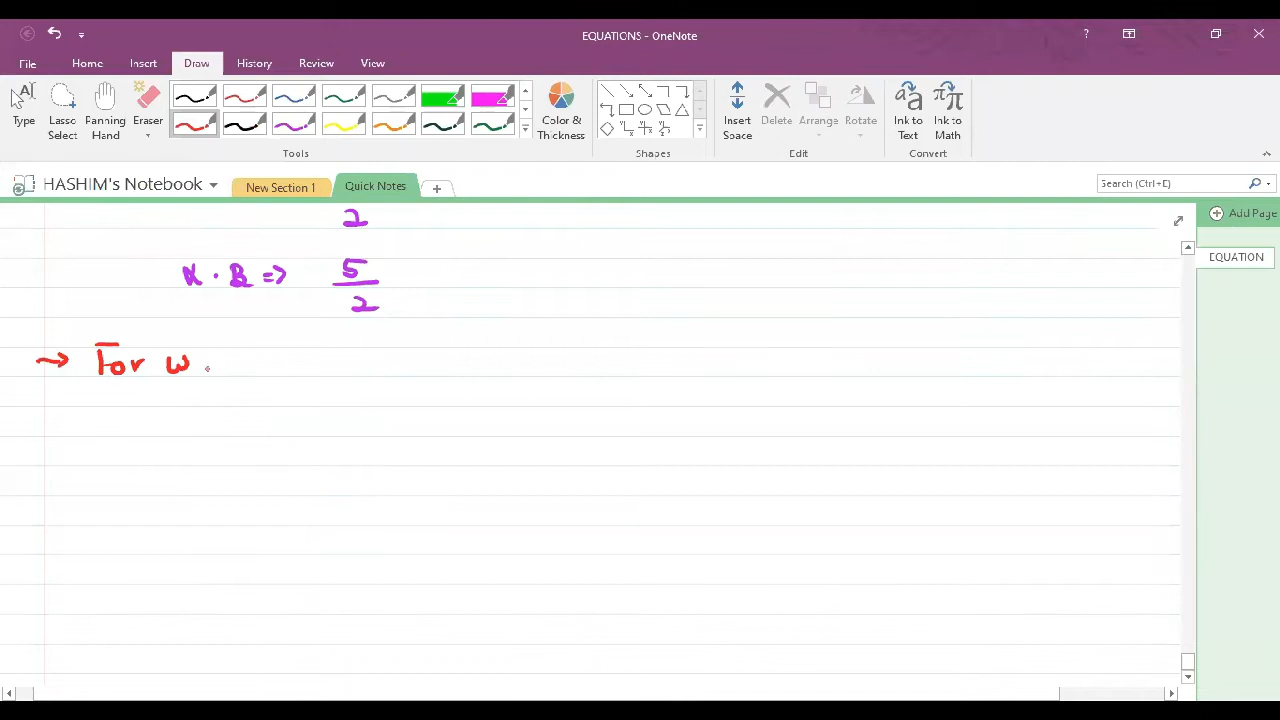 EQUATIONS - OneNote
?
File Home Insert Draw History Review View
Type
Lasso Select
Panning Hand
Eraser
Color & Thickness
Insert Space
Delete
Arrange
Rotate
Ink to Text
Ink to Math
Tools Shapes Edit Convert
HASHIM's Notebook New Section 1 Quick Notes Search (Ctrl+E)
Add Page
EQUATION
2
α · β => 5/2
→ For w